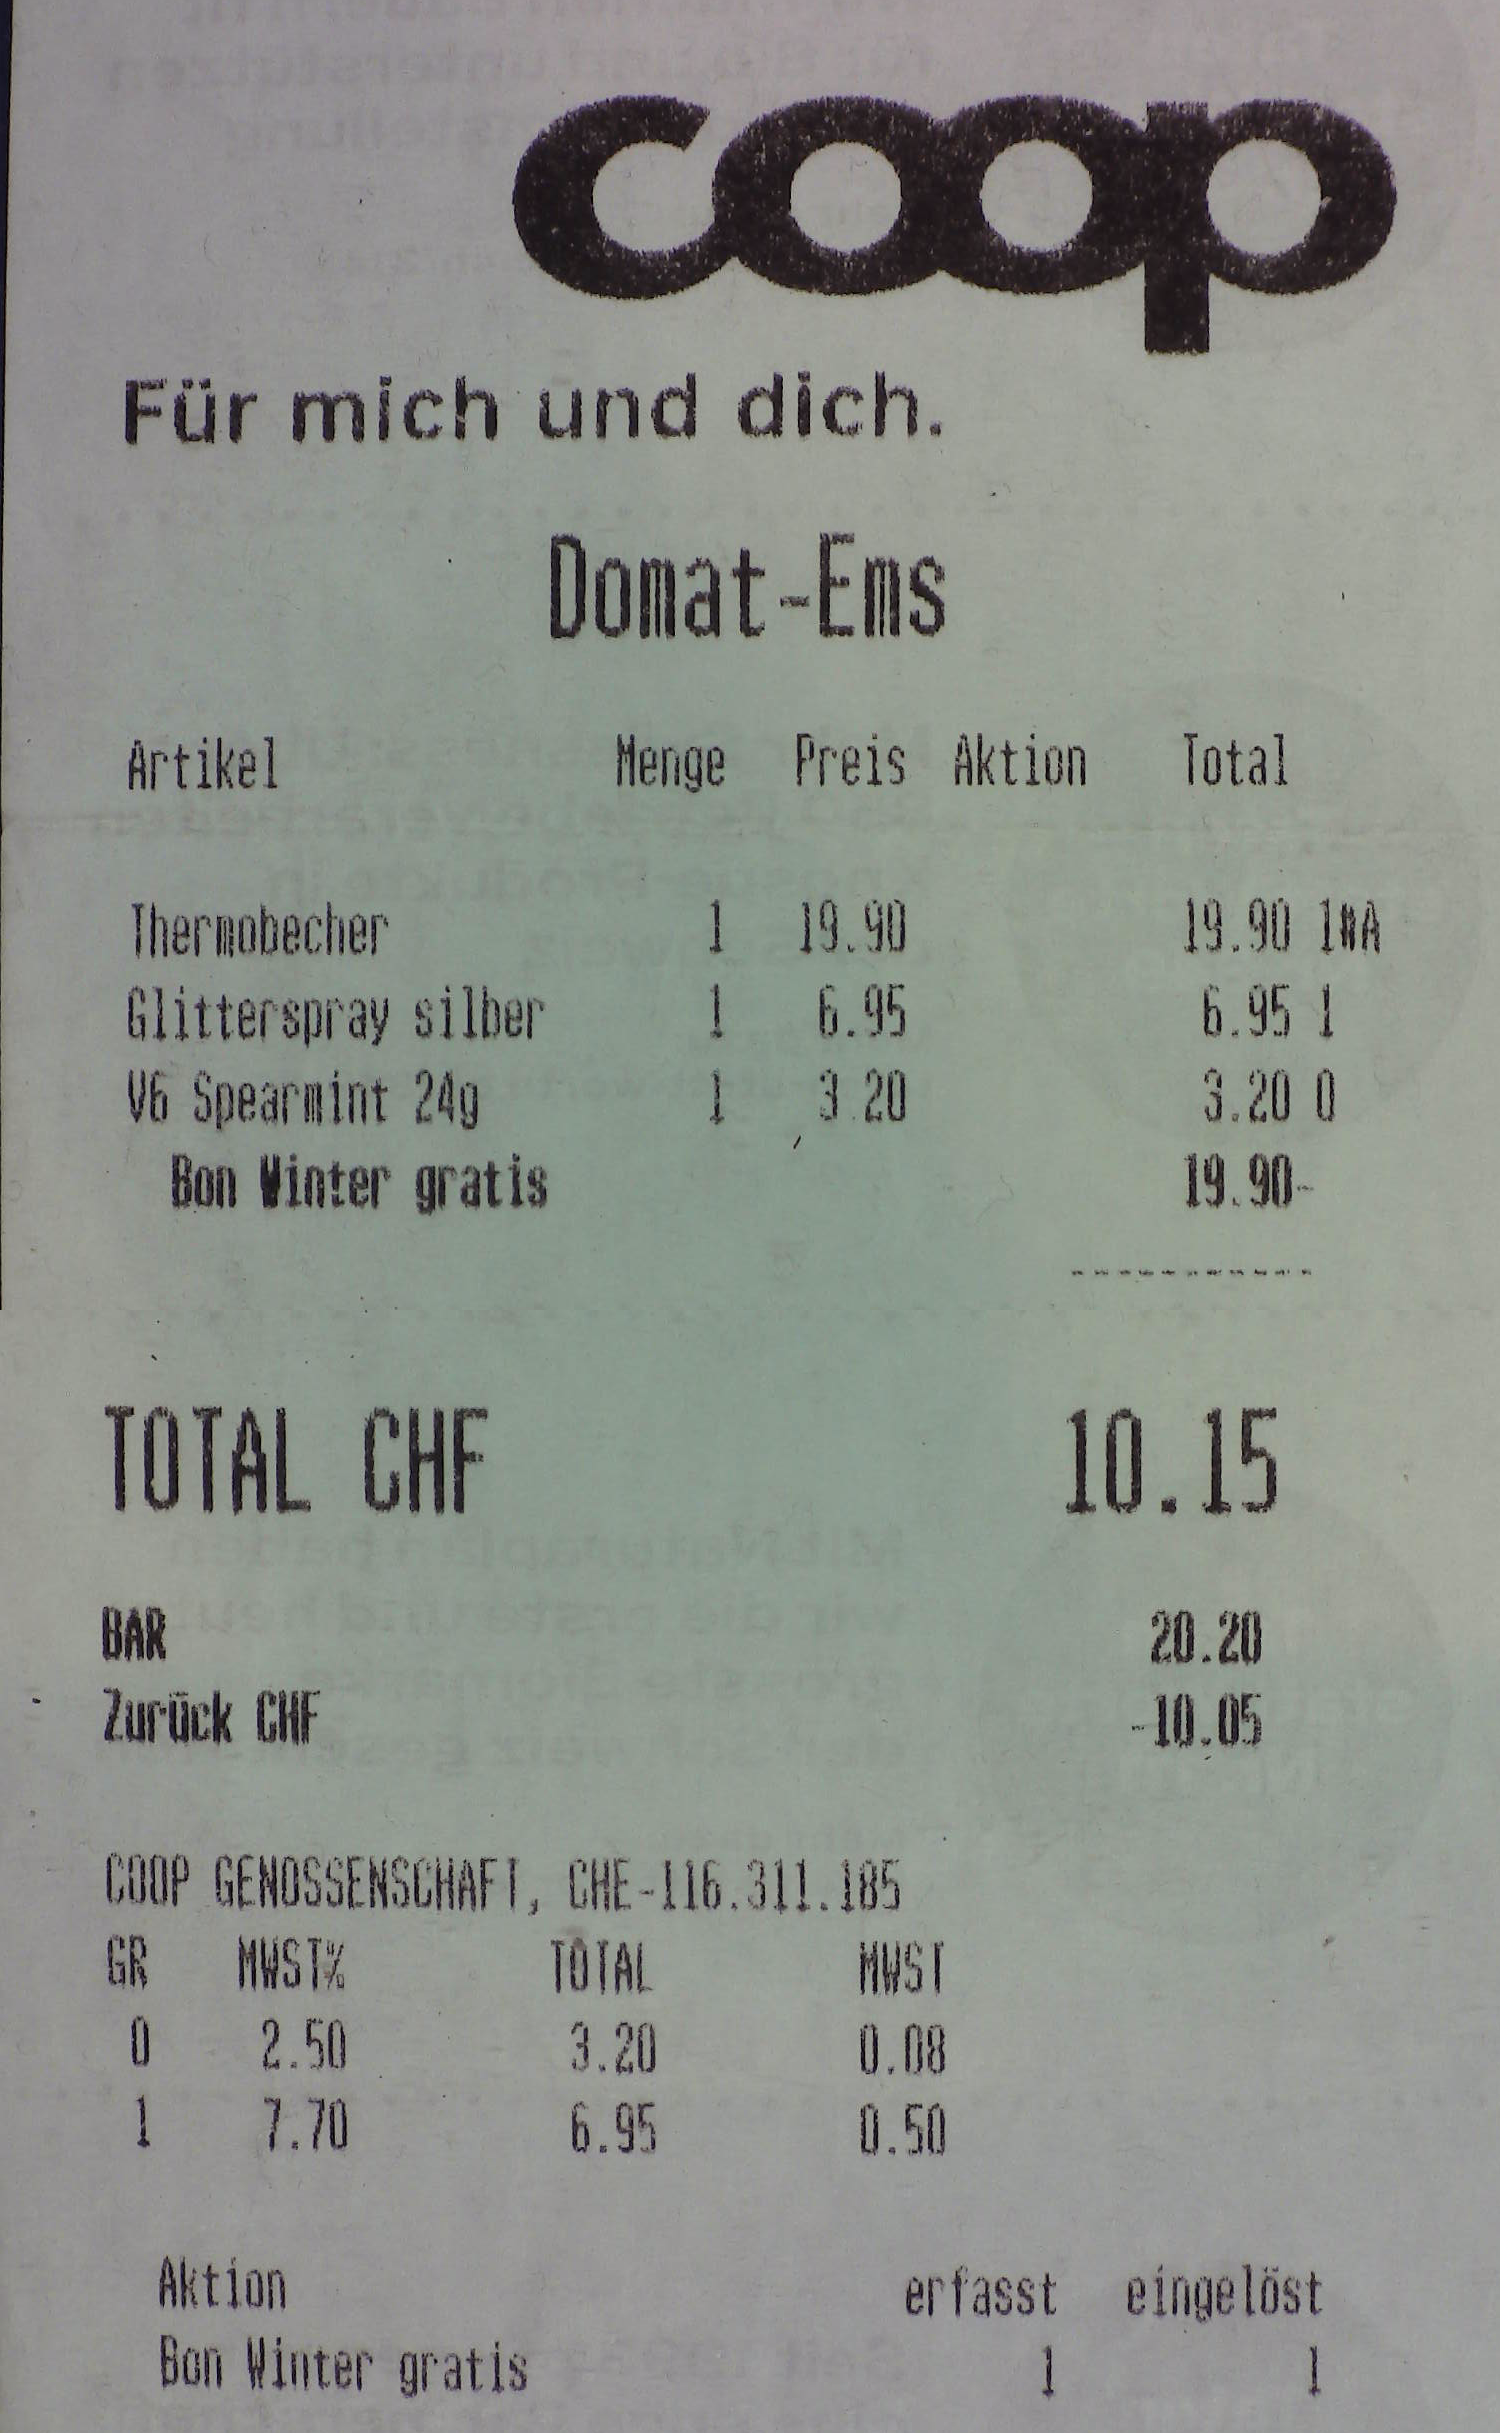 coop
Für mich und dich.
Domat-Ems
Artikel Menge Preis Aktion Total
Thermobecher 1 19.90 19.90 1#A
Glitterspray silber 1 6.95 6.95 1
V6 Spearmint 24g 1 3.20 3.20 0
Bon Winter gratis 19.90-
TOTAL CHF 10.15
BAR 20.20
Zurück CHF -10.05
COOP GENOSSENSCHAFT, CHE-116.311.185
GR MWST% TOTAL MWST
0 2.50 3.20 0.08
1 7.70 6.95 0.50
Aktion erfasst eingelöst
Bon Winter gratis 1 1